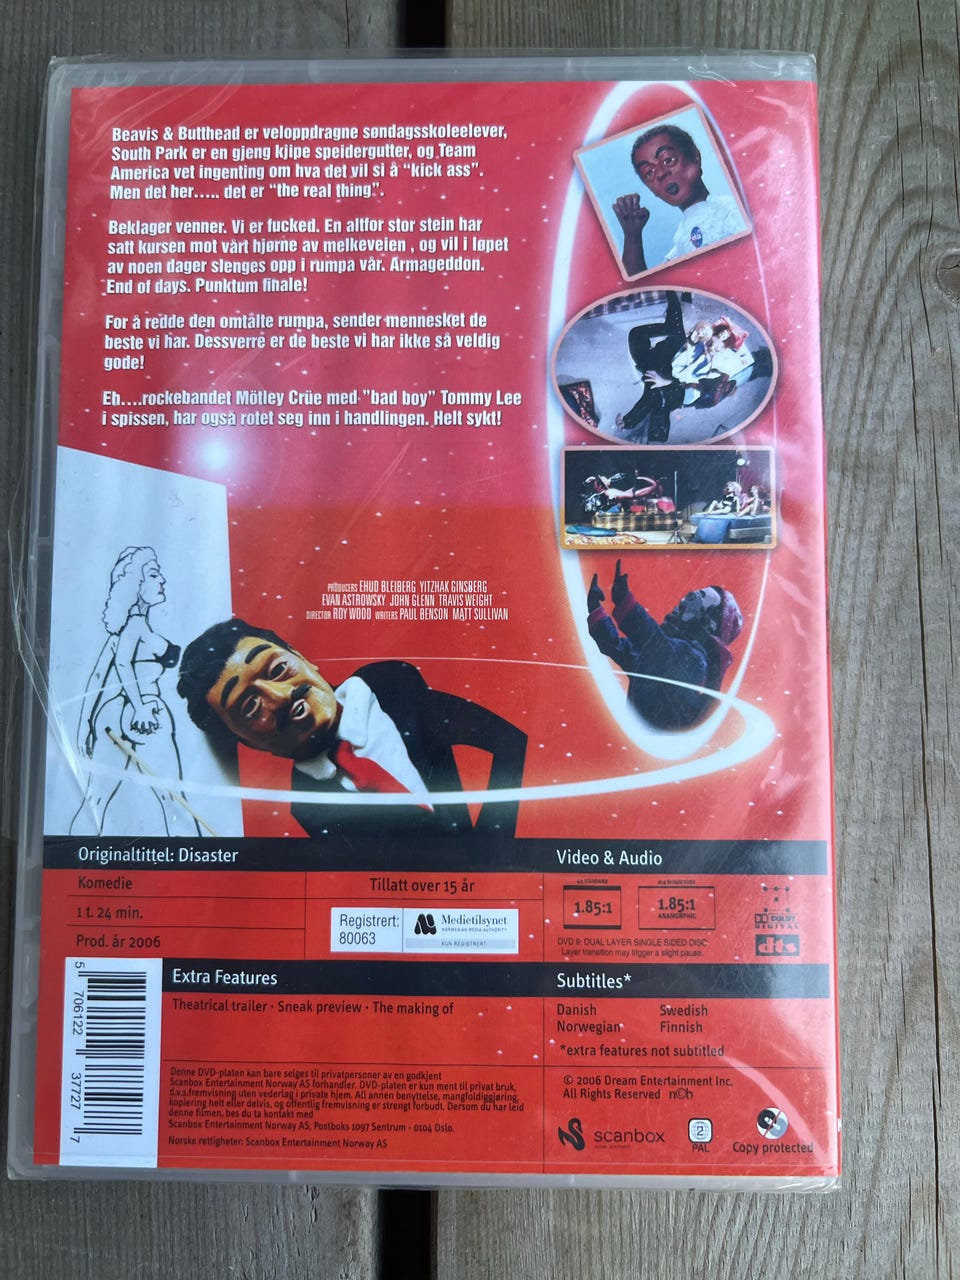 Beavis & Butthead er veloppdragne søndagsskoleelever,
South Park er en gjeng kjipe speidergutter, og Team
America vet ingenting om hva det vil si å "kick ass".
Men det her..... det er "the real thing".
Beklager venner. Vi er fucked. En altfor stor stein har
satt kursen mot vårt hjørne av melkeveien , og vil i løpet
av noen dager slenges opp i rumpa vår. Armageddon.
End of days. Punktum finale!
For å redde den omtalte rumpa, sender mennesket de
beste vi har. Dessverre er de beste vi har ikke så veldig
gode!
Eh....rockebandet Mötley Crüe med "bad boy" Tommy Lee
i spissen, har også rotet seg inn i handlingen. Helt sykt!
PRODUCERS EHUD BLEIBERG YITZHAK GINSBERG
EVAN ASTROWSKY JOHN GLENN TRAVIS WEIGHT
DIRECTOR ROY WOOD WRITERS PAUL BENSON MATT SULLIVAN
Originaltittel: Disaster
Komedie
Tillatt over 15 år
1 t. 24 min.
Registrert:
80063
Medietilsynet
NORWEGIAN MEDIA AUTHORITY
KUN REGISTRERT
Prod. år 2006
Video & Audio
1.85:1
1.85:1
ANAMORPHIC
DOLBY
DIGITAL
dts
DVD 9: DUAL LAYER SINGLE SIDED DISC
Layer transition may trigger a slight pause.
Extra Features
Theatrical trailer · Sneak preview · The making of
Subtitles*
Danish Swedish
Norwegian Finnish
*extra features not subtitled
5 706122 377277
Denne DVD-platen kan bare selges til privatpersoner av en godkjent
Scanbox Entertainment Norway AS forhandler. DVD-platen er kun ment til privat bruk,
d.v.s.fremvisning uten vederlag i private hjem. All annen benyttelse, mangfoldiggjøring,
kopiering helt eller delvis, og offentlig fremvisning er strengt forbudt. Dersom du har leid
denne filmen, bes du ta kontakt med
Scanbox Entertainment Norway AS, Postboks 1097 Sentrum - 0104 Oslo.
Norske rettigheter: Scanbox Entertainment Norway AS
© 2006 Dream Entertainment Inc.
All Rights Reserved n©b
scanbox
2
PAL
Copy protected